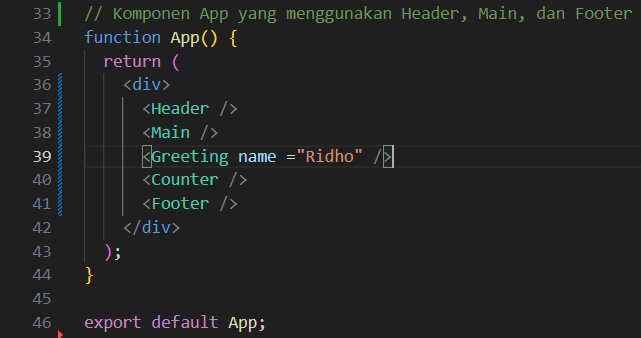 33 // Komponen App yang menggunakan Header, Main, dan Footer
34 function App() {
35   return (
36     <div>
37       <Header />
38       <Main />
39       <Greeting name ="Ridho" />
40       <Counter />
41       <Footer />
42     </div>
43   );
44 }
45
46 export default App;